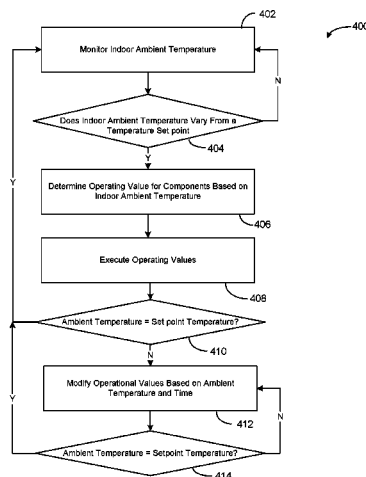 402
400
Monitor Indoor Ambient Temperature
N
Does Indoor Ambient Temperature Vary From a
Temperature Set point
404
Y
Y
Determine Operating Value for Components Based on
Indoor Ambient Temperature
406
Execute Operating Values
408
Ambient Temperature = Set point Temperature?
410
N
Modify Operational Values Based on Ambient
Temperature and Time
412
Y
N
Ambient Temperature = Setpoint Temperature?
414